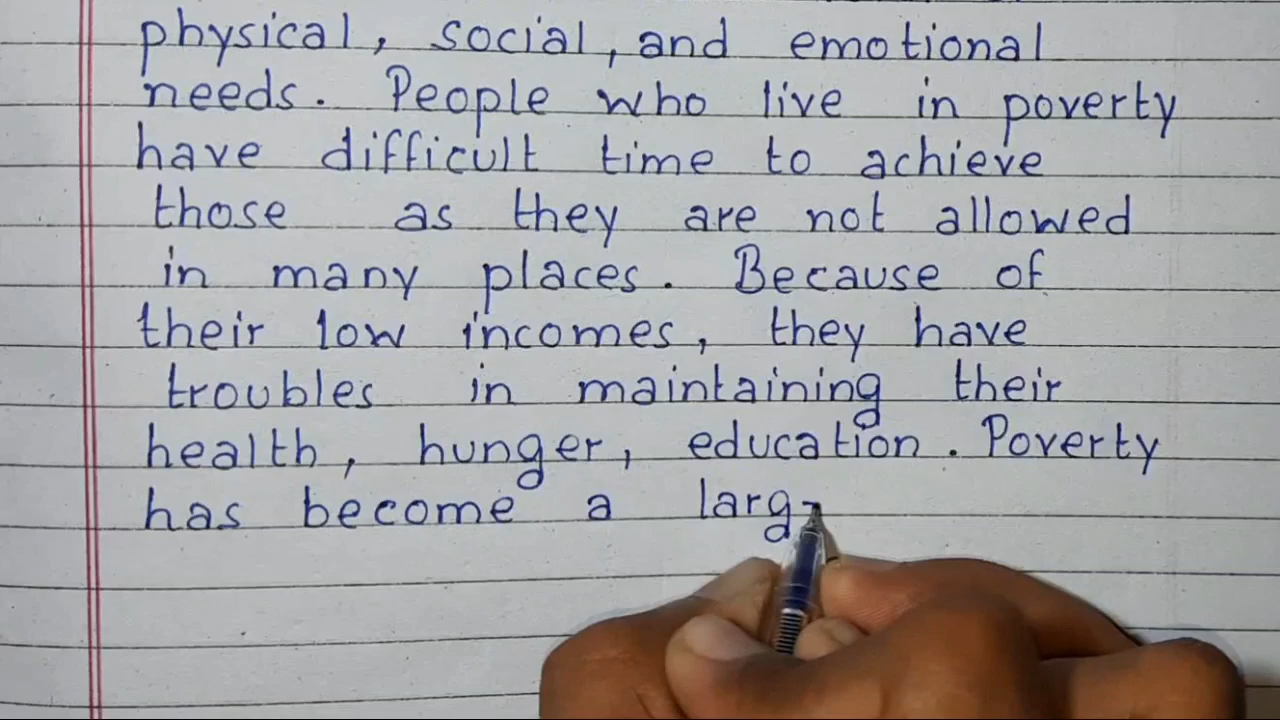 physical, social, and emotional
needs. People who live in poverty
have difficult time to achieve
those as they are not allowed
in many places. Because of
their low incomes, they have
troubles in maintaining their
health, hunger, education. Poverty
has become a larg